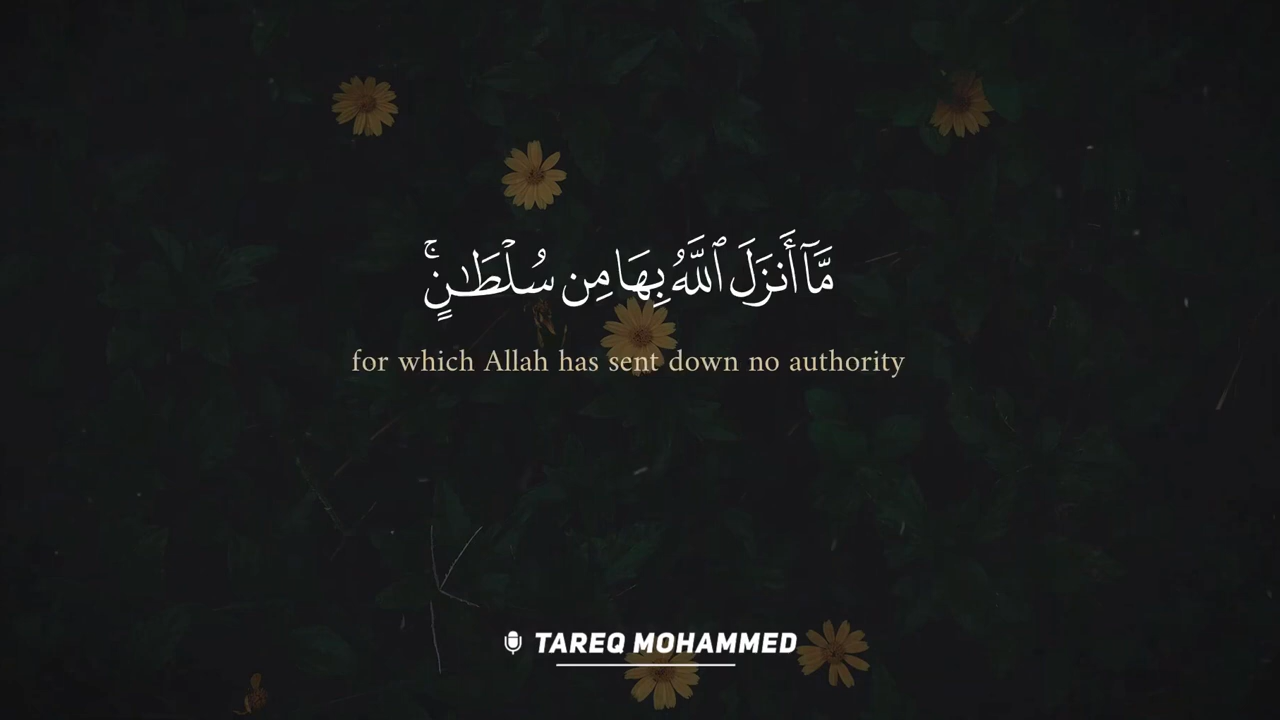 مَّآ أَنزَلَ ٱللَّهُ بِهَا مِن سُلْطَـٰنٍۚ
for which Allah has sent down no authority
TAREQ MOHAMMED